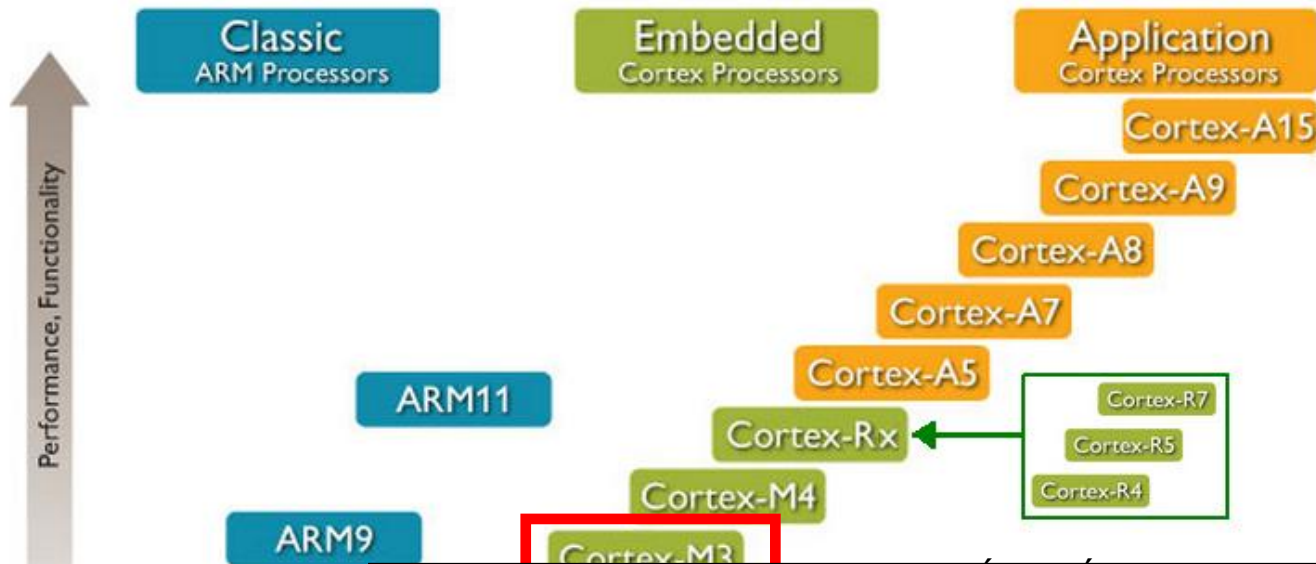 Classic
ARM Processors
Embedded
Cortex Processors
Application
Cortex Processors
Performance, Functionality
Cortex-A15
Cortex-A9
Cortex-A8
Cortex-A7
Cortex-A5
ARM11
Cortex-R7
Cortex-Rx
Cortex-R5
Cortex-M4
Cortex-R4
ARM9
Cortex-M3